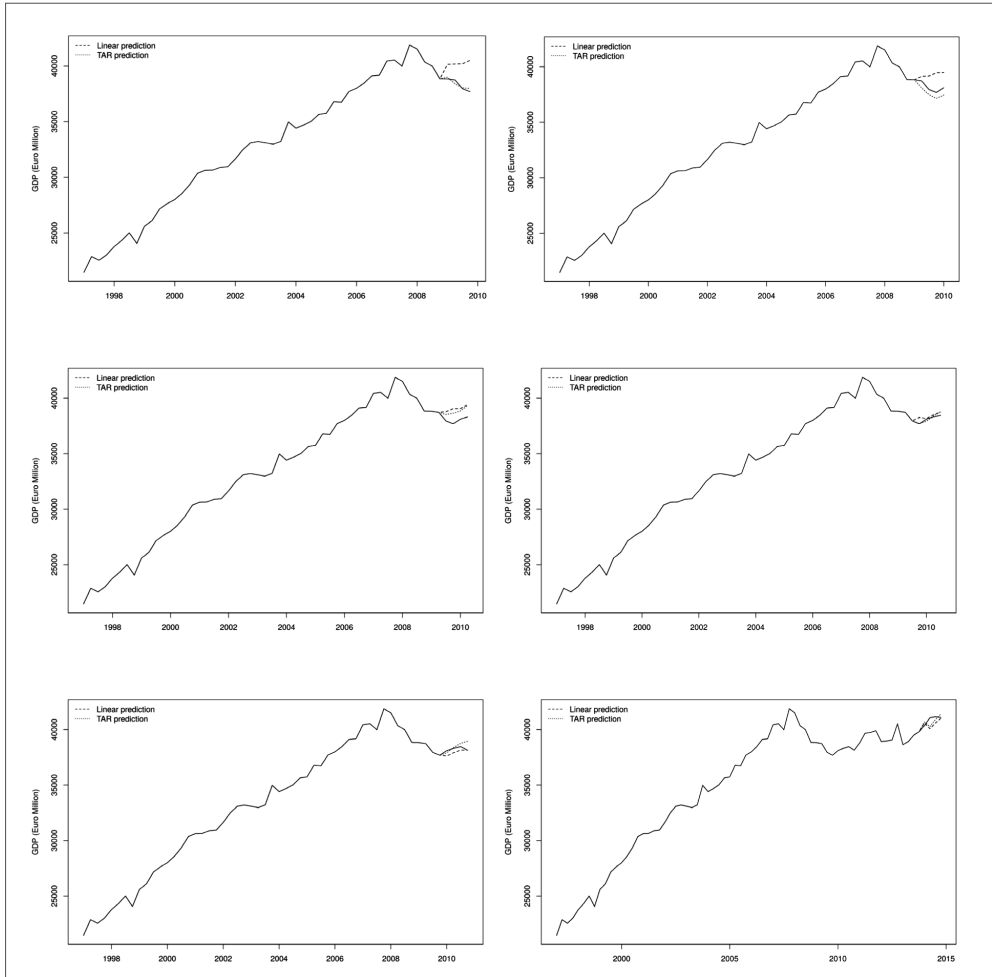 Linear prediction
TAR prediction
GDP (Euro Million)
40000
35000
30000
25000
1998 2000 2002 2004 2006 2008 2010
Linear prediction
TAR prediction
GDP (Euro Million)
40000
35000
30000
25000
1998 2000 2002 2004 2006 2008 2010
Linear prediction
TAR prediction
GDP (Euro Million)
40000
35000
30000
25000
1998 2000 2002 2004 2006 2008 2010
Linear prediction
TAR prediction
GDP (Euro Million)
40000
35000
30000
25000
1998 2000 2002 2004 2006 2008 2010
Linear prediction
TAR prediction
GDP (Euro Million)
40000
35000
30000
25000
1998 2000 2002 2004 2006 2008 2010
Linear prediction
TAR prediction
GDP (Euro Million)
40000
35000
30000
25000
2000 2005 2010 2015